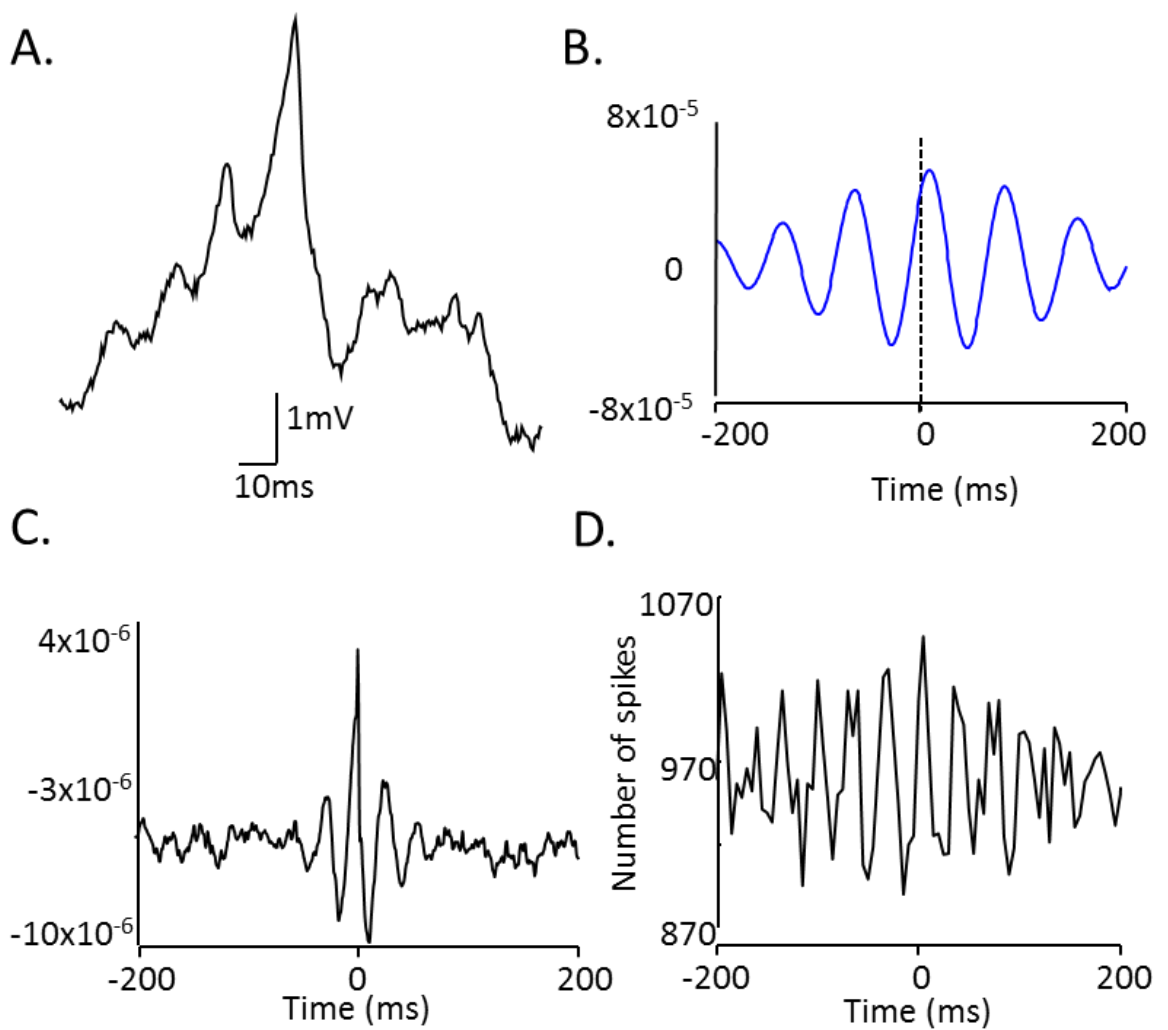 A.
1mV
10ms
B.
8x10⁻⁵
0
-8x10⁻⁵
-200 0 200
Time (ms)
C.
4x10⁻⁶
-3x10⁻⁶
-10x10⁻⁶
-200 0 200
Time (ms)
D.
Number of spikes
1070
970
870
-200 0 200
Time (ms)